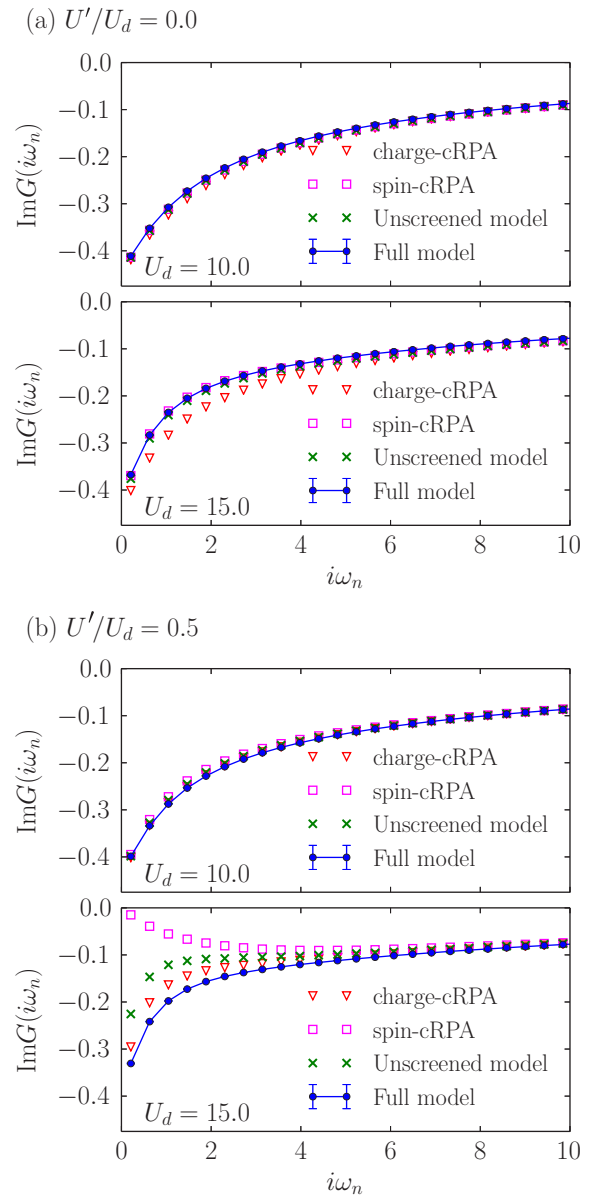 (a) U′/U_d = 0.0
0.0
−0.1
−0.2
−0.3
−0.4
ImG(iω_n)
charge-cRPA
spin-cRPA
Unscreened model
Full model
U_d = 10.0
0.0
−0.1
−0.2
−0.3
−0.4
ImG(iω_n)
charge-cRPA
spin-cRPA
Unscreened model
Full model
U_d = 15.0
0 2 4 6 8 10
iω_n
(b) U′/U_d = 0.5
0.0
−0.1
−0.2
−0.3
−0.4
ImG(iω_n)
charge-cRPA
spin-cRPA
Unscreened model
Full model
U_d = 10.0
0.0
−0.1
−0.2
−0.3
−0.4
ImG(iω_n)
charge-cRPA
spin-cRPA
Unscreened model
Full model
U_d = 15.0
0 2 4 6 8 10
iω_n